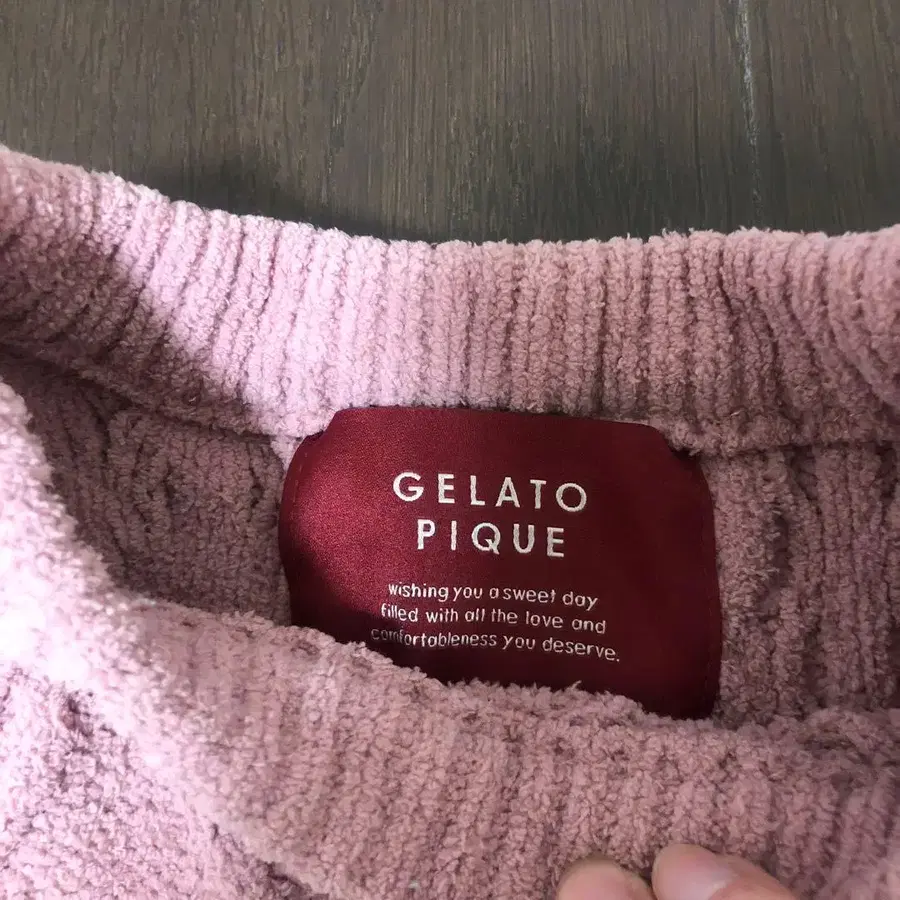 GELATO
PIQUE
wishing you a sweet day
filled with all the love and
comfortableness you deserve.